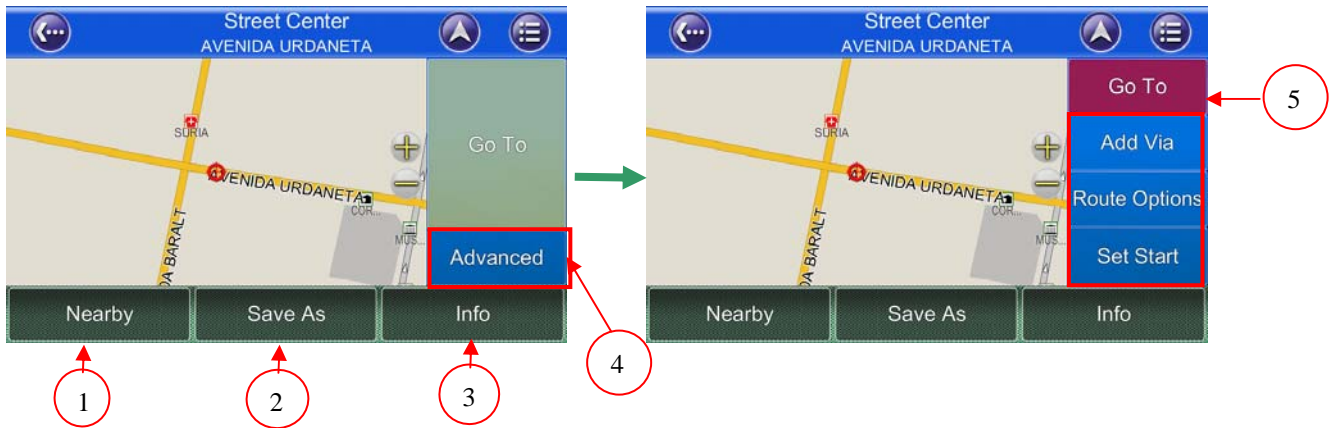 Street Center
AVENIDA URDANETA
SURIA
Go To
AVENIDA URDANETA
COR...
MUS...
DA BARALT
Advanced
Nearby
Save As
Info
1
2
3
4
Street Center
AVENIDA URDANETA
Go To
SURIA
Add Via
AVENIDA URDANETA
Route Options
COR...
MUS...
DA BARALT
Set Start
Nearby
Save As
Info
5